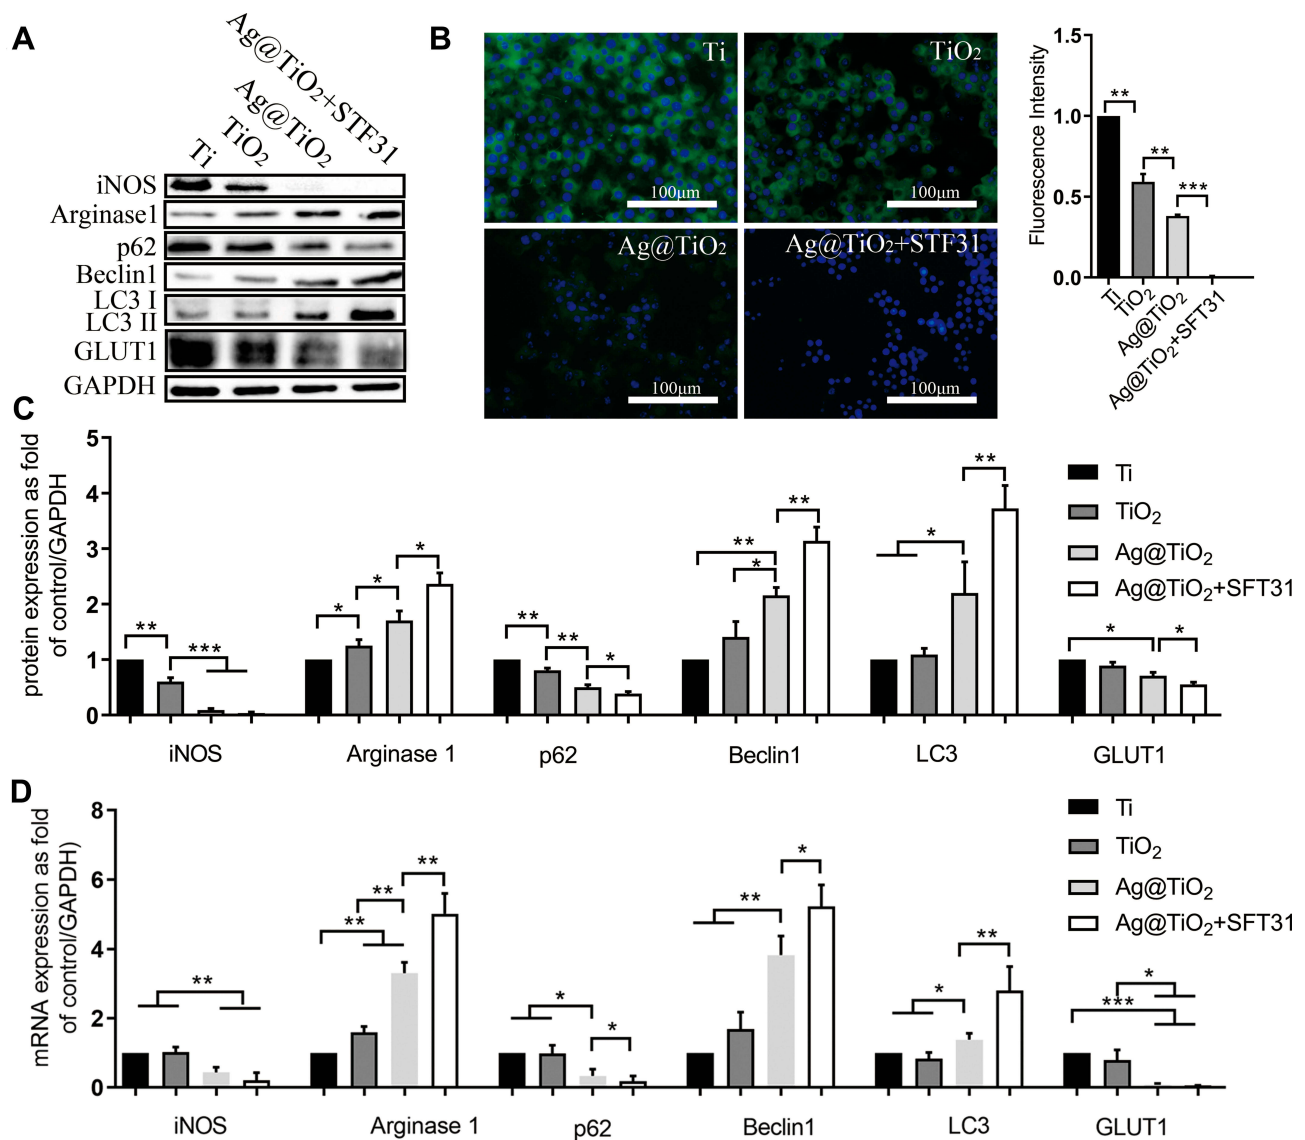 A
Ti
TiO2
Ag@TiO2
Ag@TiO2+STF31
iNOS
Arginase1
p62
Beclin1
LC3 I
LC3 II
GLUT1
GAPDH
B
Ti
100μm
TiO2
100μm
Ag@TiO2
100μm
Ag@TiO2+STF31
100μm
Fluorescence Intensity
1.5
1.0
0.5
0.0
**
**
***
Ti
TiO2
Ag@TiO2
Ag@TiO2+SFT31
C
protein expression as fold
of control/GAPDH
5
4
3
2
1
0
**
***
*
*
*
**
**
*
**
*
**
*
**
*
*
iNOS
Arginase 1
p62
Beclin1
LC3
GLUT1
Ti
TiO2
Ag@TiO2
Ag@TiO2+SFT31
D
mRNA expression as fold
of control/GAPDH)
8
6
4
2
0
**
**
**
**
*
*
**
*
*
**
***
*
iNOS
Arginase 1
p62
Beclin1
LC3
GLUT1
Ti
TiO2
Ag@TiO2
Ag@TiO2+SFT31